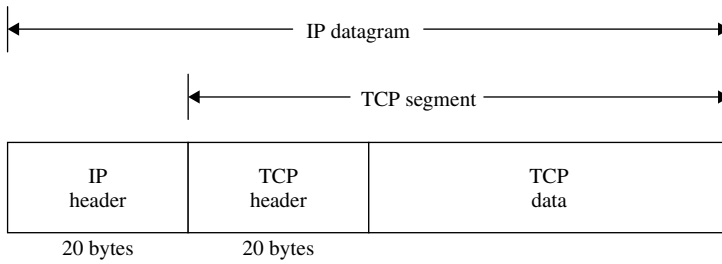 IP datagram
TCP segment
IP
header
TCP
header
TCP
data
20 bytes
20 bytes